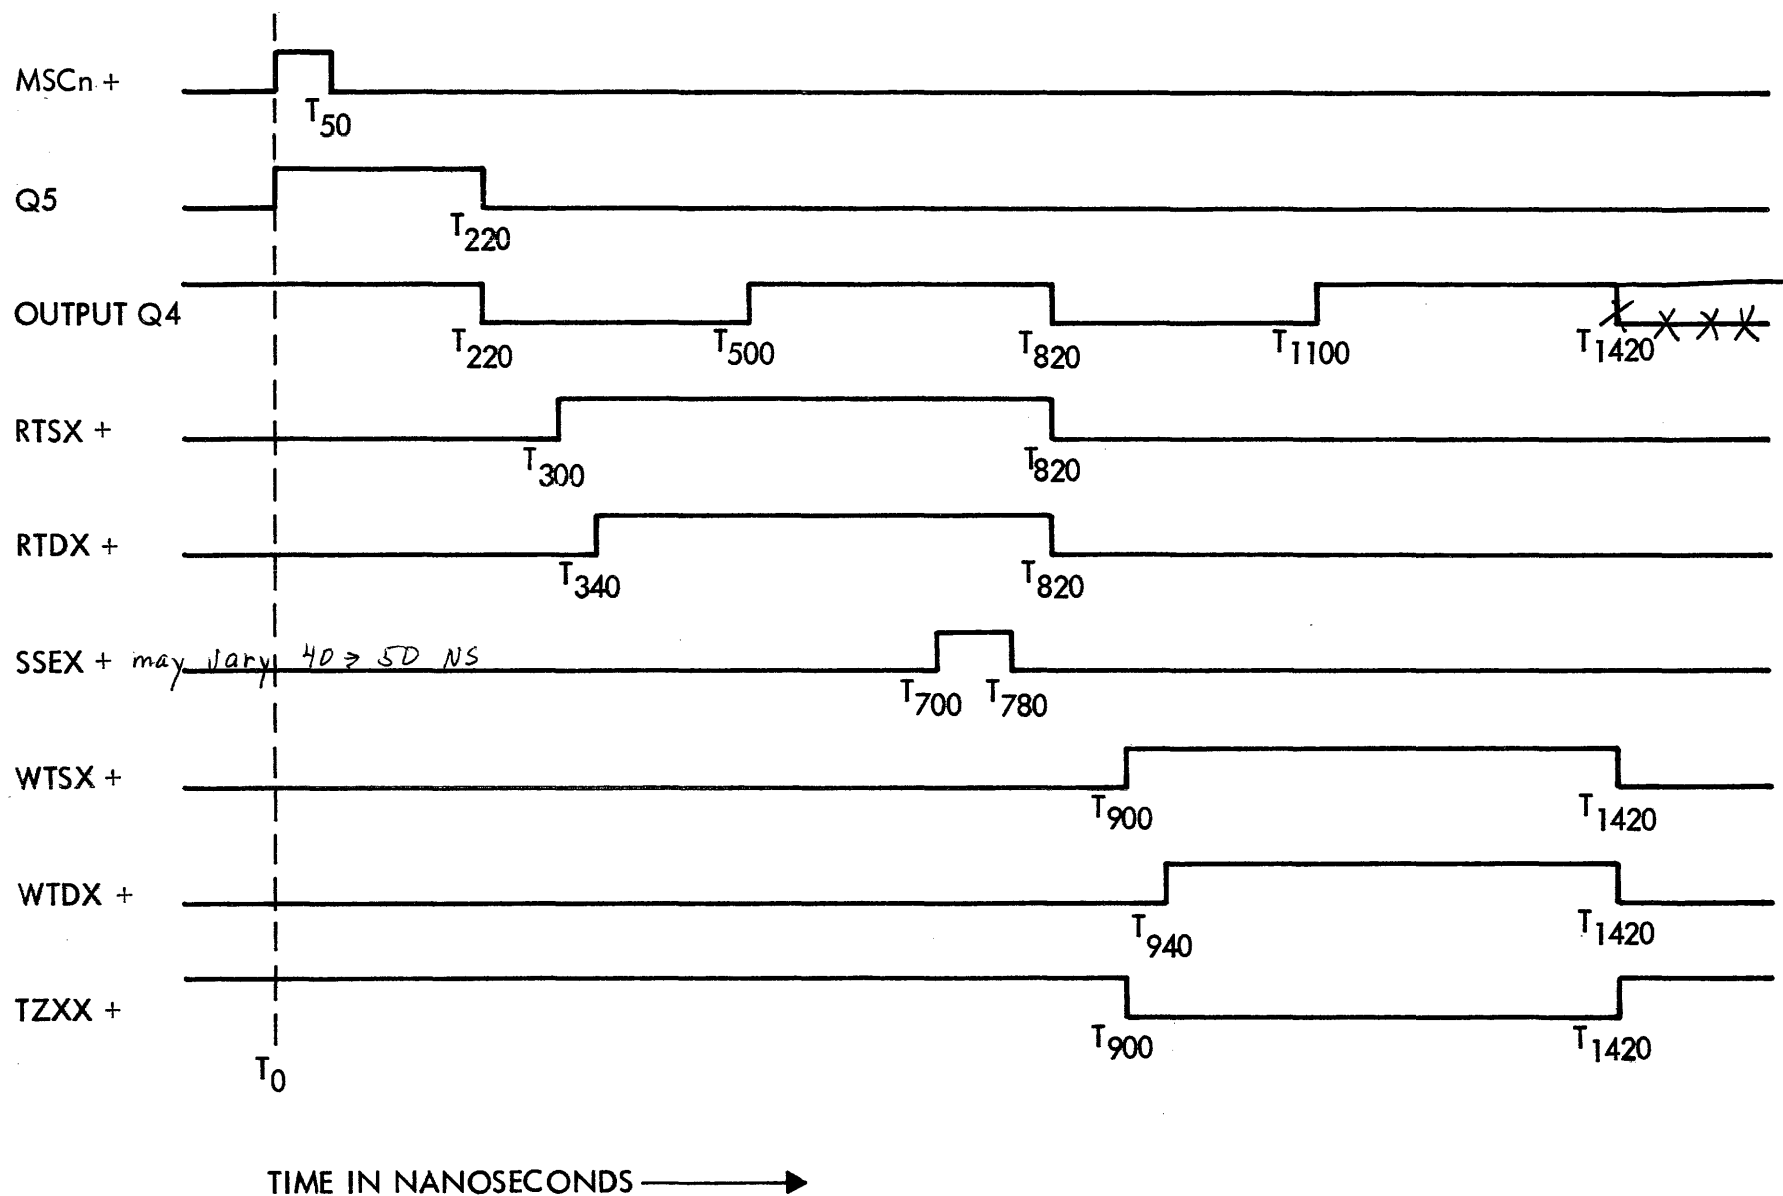 MSCn +
T50
Q5
T220
OUTPUT Q4
T220 T500 T820 T1100 T1420
RTSX +
T300 T820
RTDX +
T340 T820
SSEX + may vary 40 > 50 NS
T700 T780
WTSX +
T900 T1420
WTDX +
T940 T1420
TZXX +
T900 T1420
T0
TIME IN NANOSECONDS